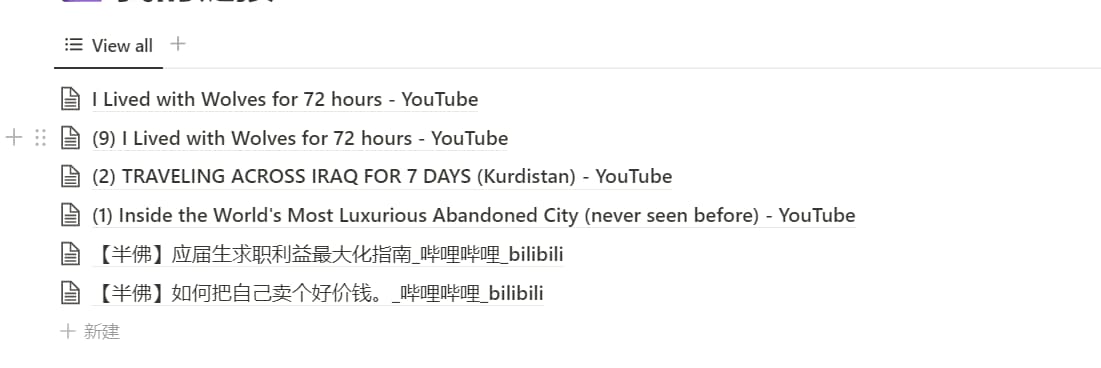 View all
I Lived with Wolves for 72 hours - YouTube
(9) I Lived with Wolves for 72 hours - YouTube
(2) TRAVELING ACROSS IRAQ FOR 7 DAYS (Kurdistan) - YouTube
(1) Inside the World's Most Luxurious Abandoned City (never seen before) - YouTube
【半佛】应届生求职利益最大化指南_哔哩哔哩_bilibili
【半佛】如何把自己卖个好价钱。_哔哩哔哩_bilibili
新建